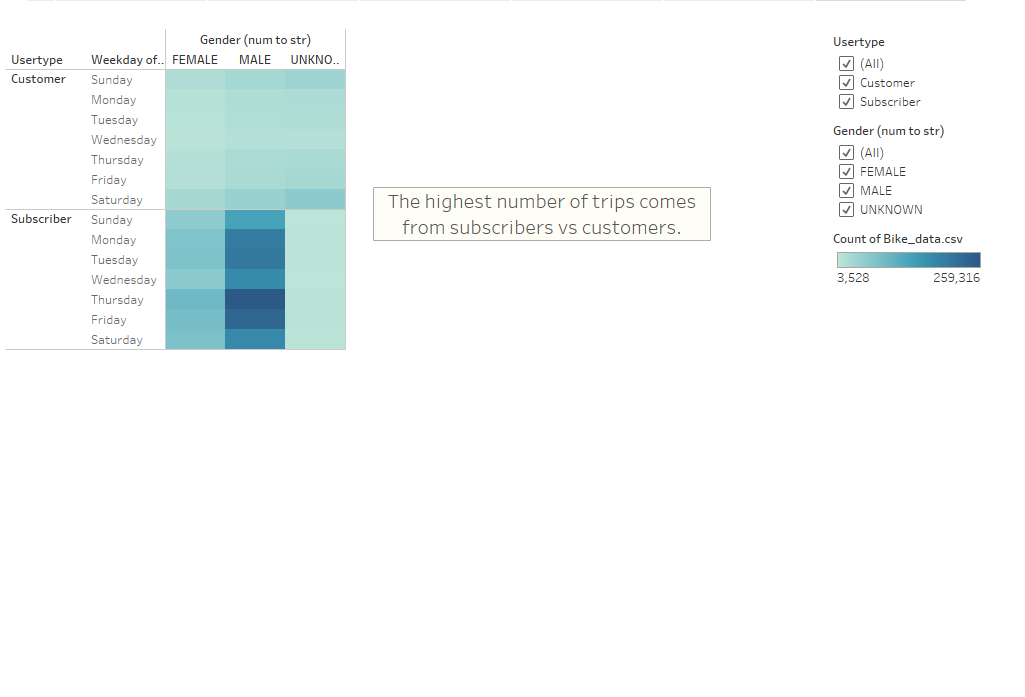 Gender (num to str)
Usertype Weekday of.. FEMALE MALE UNKNO..
Customer Sunday
Monday
Tuesday
Wednesday
Thursday
Friday
Saturday
Subscriber Sunday
Monday
Tuesday
Wednesday
Thursday
Friday
Saturday
The highest number of trips comes
from subscribers vs customers.
Usertype
(All)
Customer
Subscriber
Gender (num to str)
(All)
FEMALE
MALE
UNKNOWN
Count of Bike_data.csv
3,528 259,316